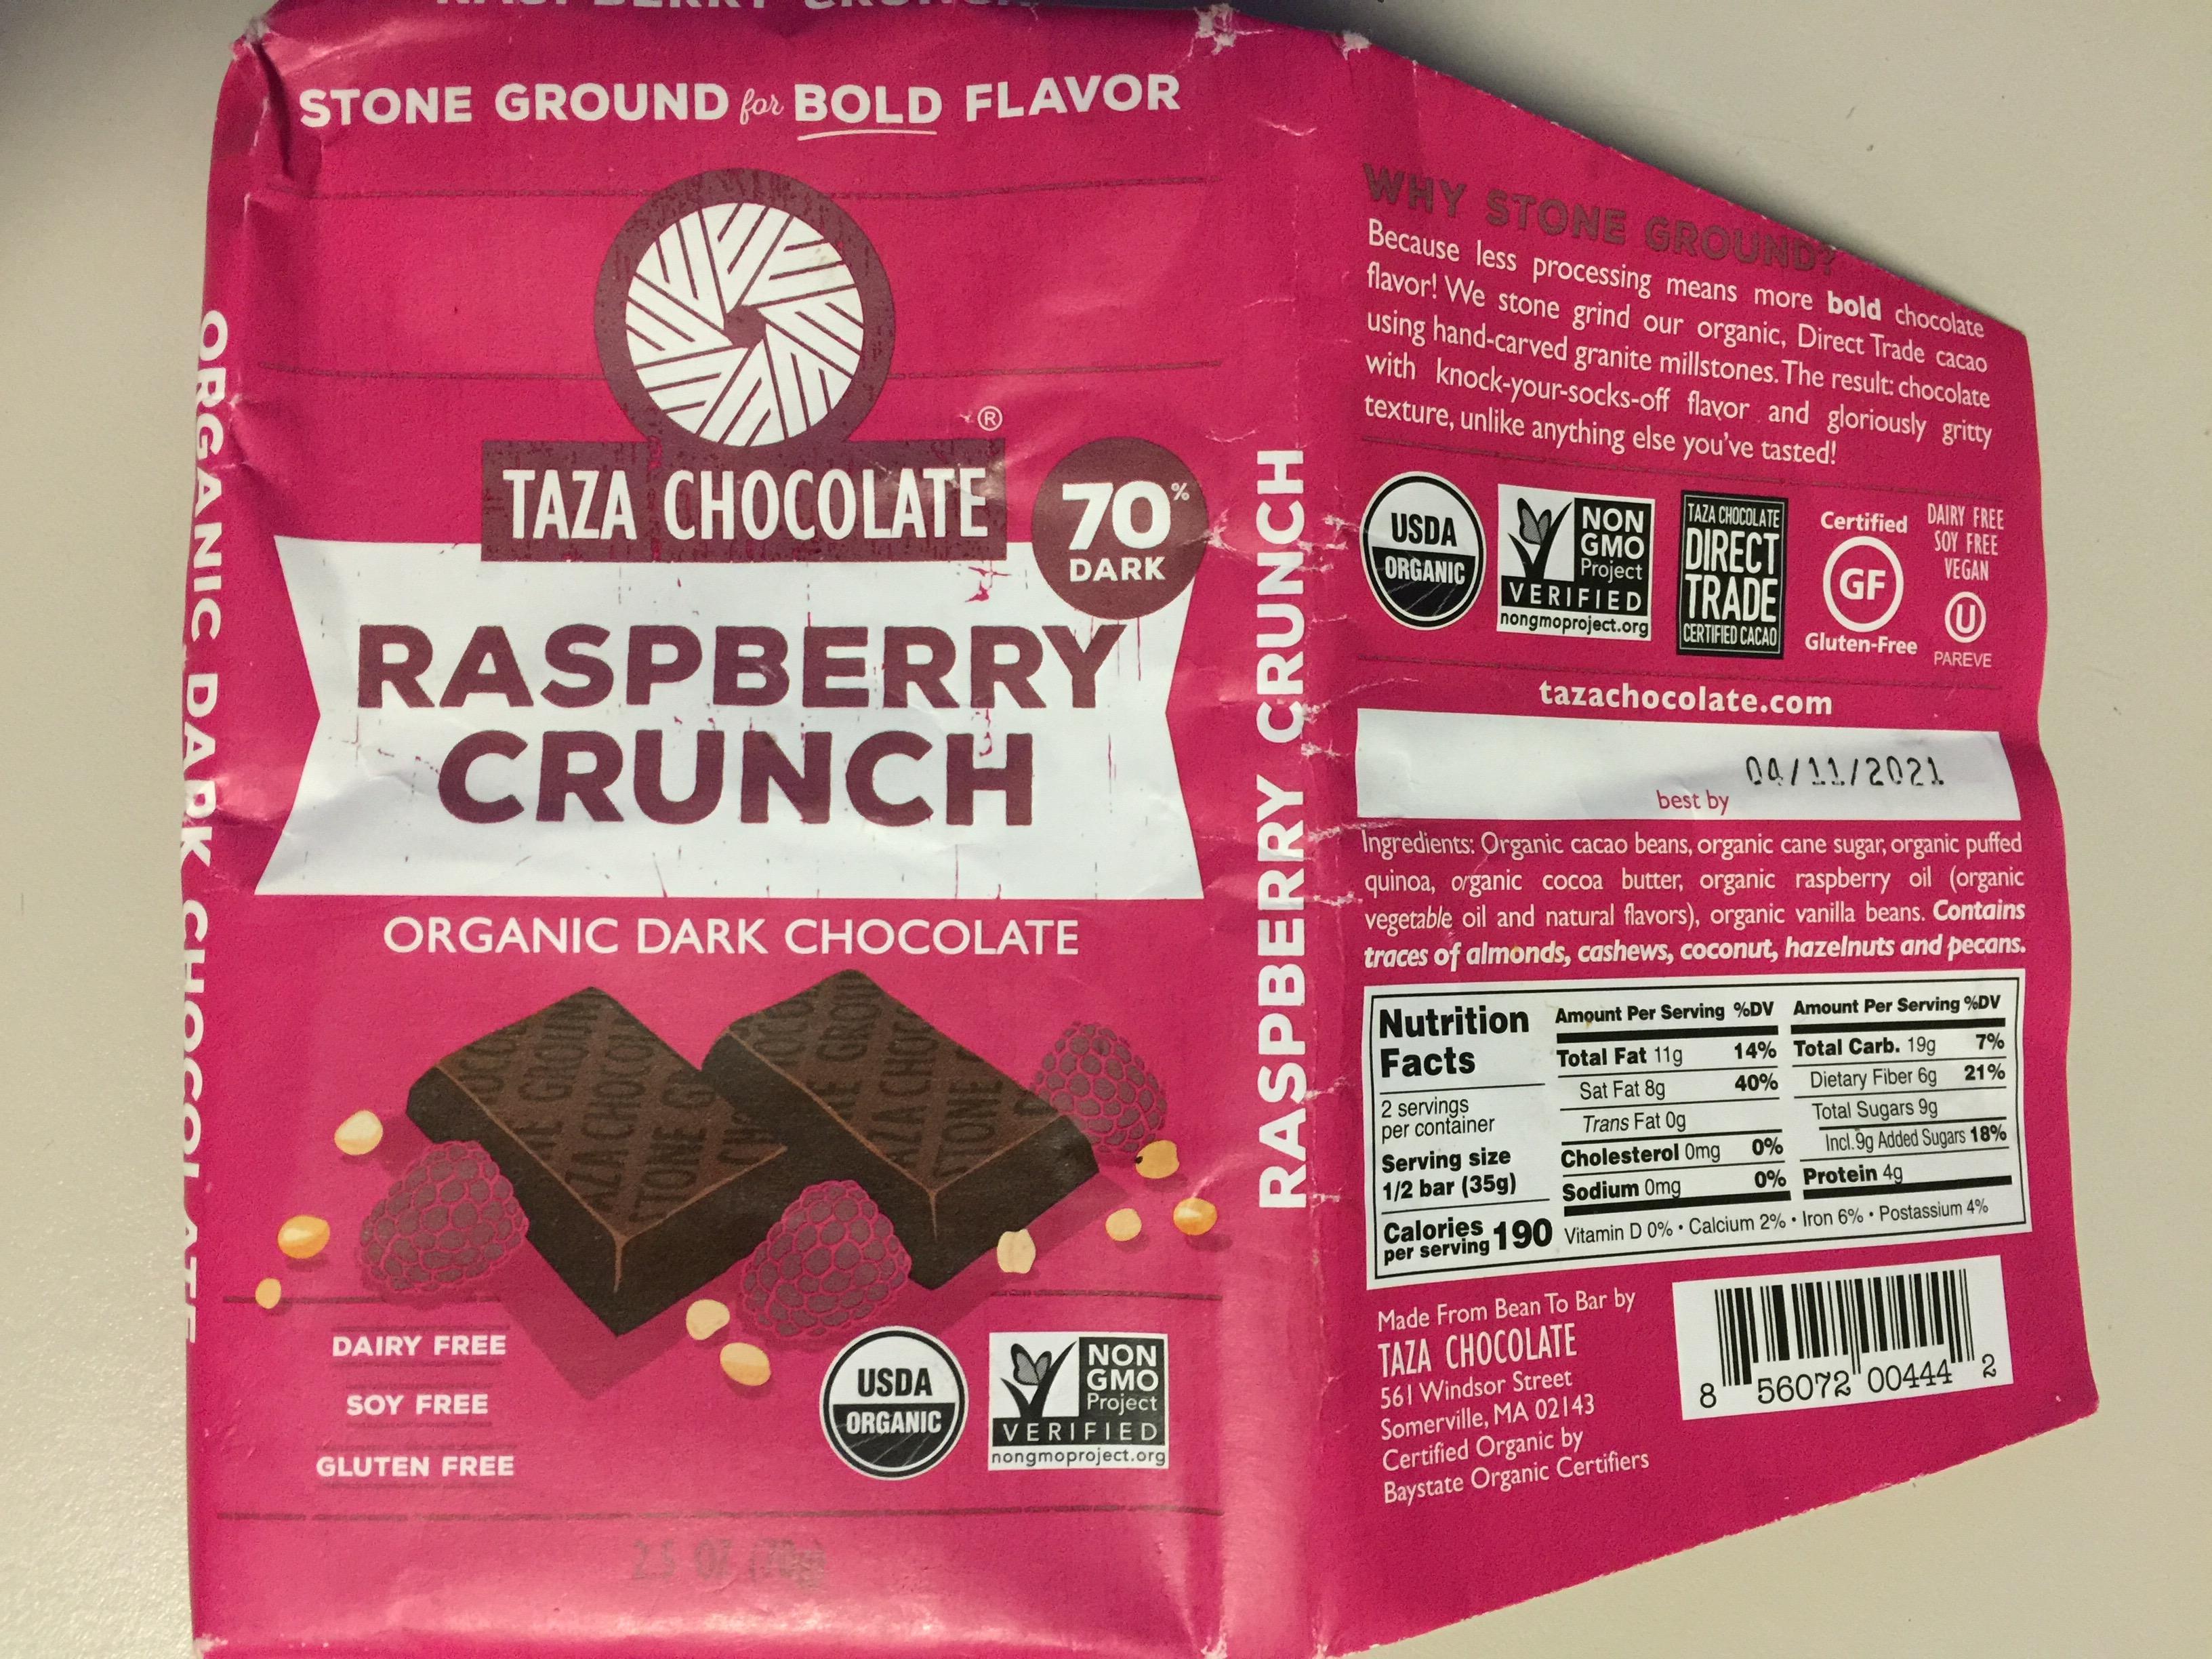 STONE GROUND for BOLD FLAVOR
®
TAZA CHOCOLATE
70%
DARK
RASPBERRY
CRUNCH
ORGANIC DARK CHOCOLATE
DAIRY FREE
SOY FREE
GLUTEN FREE
USDA
ORGANIC
NON
GMO
Project
VERIFIED
nongmoproject.org
2.5 OZ (70g)
ORGANIC DARK CHOCOLATE
RASPBERRY CRUNCH
WHY STONE GROUND?
Because less processing means more bold chocolate
flavor! We stone grind our organic, Direct Trade cacao
using hand-carved granite millstones. The result: chocolate
with knock-your-socks-off flavor and gloriously gritty
texture, unlike anything else you've tasted!
USDA
ORGANIC
NON
GMO
Project
VERIFIED
nongmoproject.org
TAZA CHOCOLATE
DIRECT
TRADE
CERTIFIED CACAO
Certified
GF
Gluten-Free
DAIRY FREE
SOY FREE
VEGAN
U
PAREVE
tazachocolate.com
best by 04/11/2021
Ingredients: Organic cacao beans, organic cane sugar, organic puffed
quinoa, organic cocoa butter, organic raspberry oil (organic
vegetable oil and natural flavors), organic vanilla beans. Contains
traces of almonds, cashews, coconut, hazelnuts and pecans.
Nutrition
Facts
2 servings
per container
Serving size
1/2 bar (35g)
Calories
per serving 190
Amount Per Serving %DV
Total Fat 11g 14%
Sat Fat 8g 40%
Trans Fat 0g
Cholesterol 0mg 0%
Sodium 0mg 0%
Amount Per Serving %DV
Total Carb. 19g 7%
Dietary Fiber 6g 21%
Total Sugars 9g
Incl. 9g Added Sugars 18%
Protein 4g
Vitamin D 0% • Calcium 2% • Iron 6% • Postassium 4%
Made From Bean To Bar by
TAZA CHOCOLATE
561 Windsor Street
Somerville, MA 02143
Certified Organic by
Baystate Organic Certifiers
8 56072 00444 2